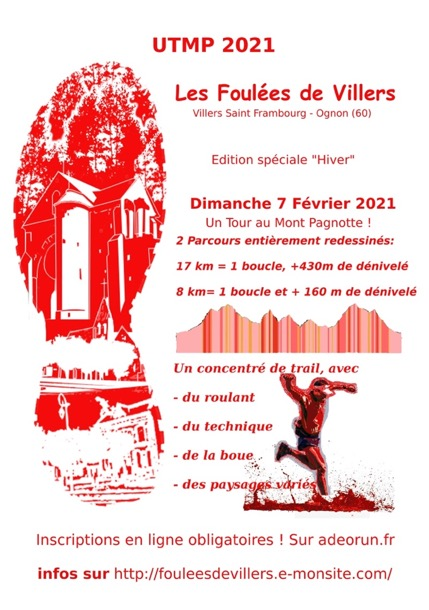 UTMP 2021
Les Foulées de Villers
Villers Saint Frambourg - Ognon (60)
Edition spéciale "Hiver"
Dimanche 7 Février 2021
Un Tour au Mont Pagnotte !
2 Parcours entièrement redessinés:
17 km = 1 boucle, +430m de dénivelé
8 km= 1 boucle et + 160 m de dénivelé
Un concentré de trail, avec
- du roulant
- du technique
- de la boue
- des paysages variés
Inscriptions en ligne obligatoires ! Sur adeorun.fr
infos sur http://fouleesdevillers.e-monsite.com/